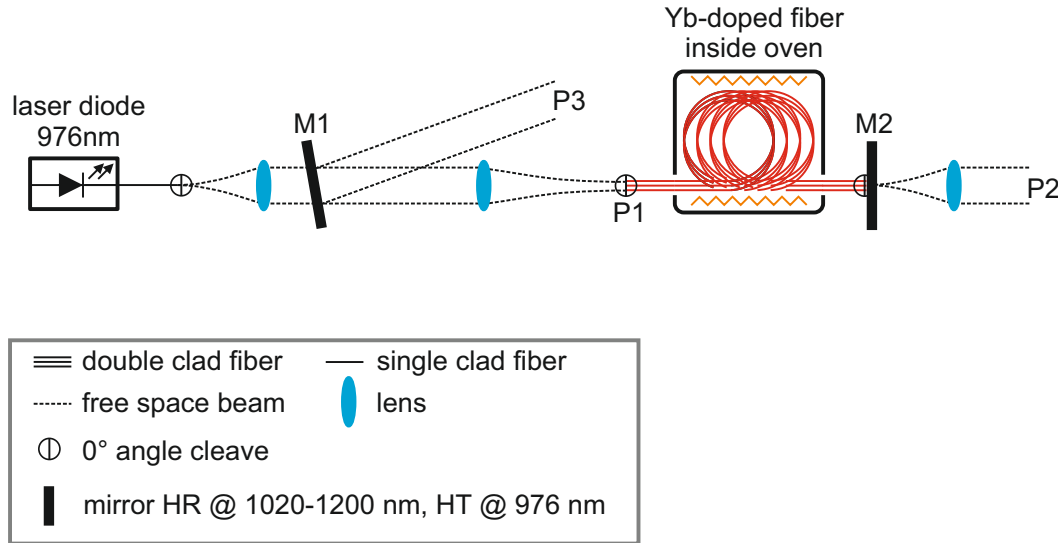 Yb-doped fiber
inside oven
laser diode
976nm
M1
P3
M2
P1
P2
double clad fiber
single clad fiber
free space beam
lens
0° angle cleave
mirror HR @ 1020-1200 nm, HT @ 976 nm